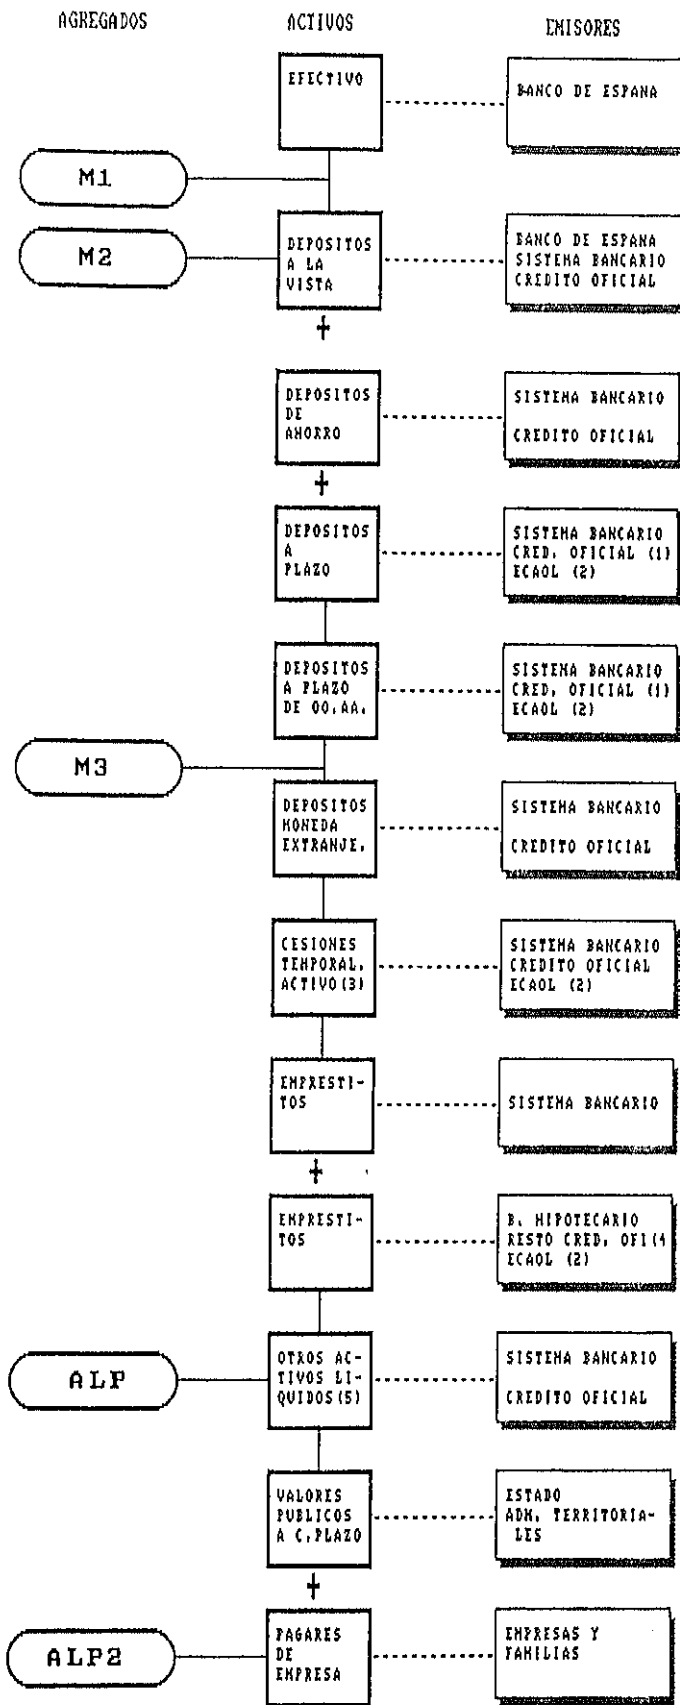 AGREGADOS ACTIVOS EMISORES
EFECTIVO
BANCO DE ESPANA
M1
M2
DEPOSITOS
A LA
VISTA
BANCO DE ESPANA
SISTEMA BANCARIO
CREDITO OFICIAL
+
DEPOSITOS
DE
AHORRO
SISTEMA BANCARIO
CREDITO OFICIAL
+
DEPOSITOS
A
PLAZO
SISTEMA BANCARIO
CRED. OFICIAL (1)
ECAOL (2)
DEPOSITOS
A PLAZO
DE OO.AA.
SISTEMA BANCARIO
CRED. OFICIAL (1)
ECAOL (2)
M3
DEPOSITOS
MONEDA
EXTRANJE.
SISTEMA BANCARIO
CREDITO OFICIAL
CESIONES
TEMPORAL.
ACTIVO(3)
SISTEMA BANCARIO
CREDITO OFICIAL
ECAOL (2)
EMPRESTI-
TOS
SISTEMA BANCARIO
+
EMPRESTI-
TOS
B. HIPOTECARIO
RESTO CRED. OFI(4
ECAOL (2)
ALP
OTROS AC-
TIVOS LI-
QUIDOS(5)
SISTEMA BANCARIO
CREDITO OFICIAL
VALORES
PUBLICOS
A C.PLAZO
ESTADO
ADM. TERRITORIA-
LES
+
ALP2
PAGARES
DE
EMPRESA
EMPRESAS Y
FAMILIAS